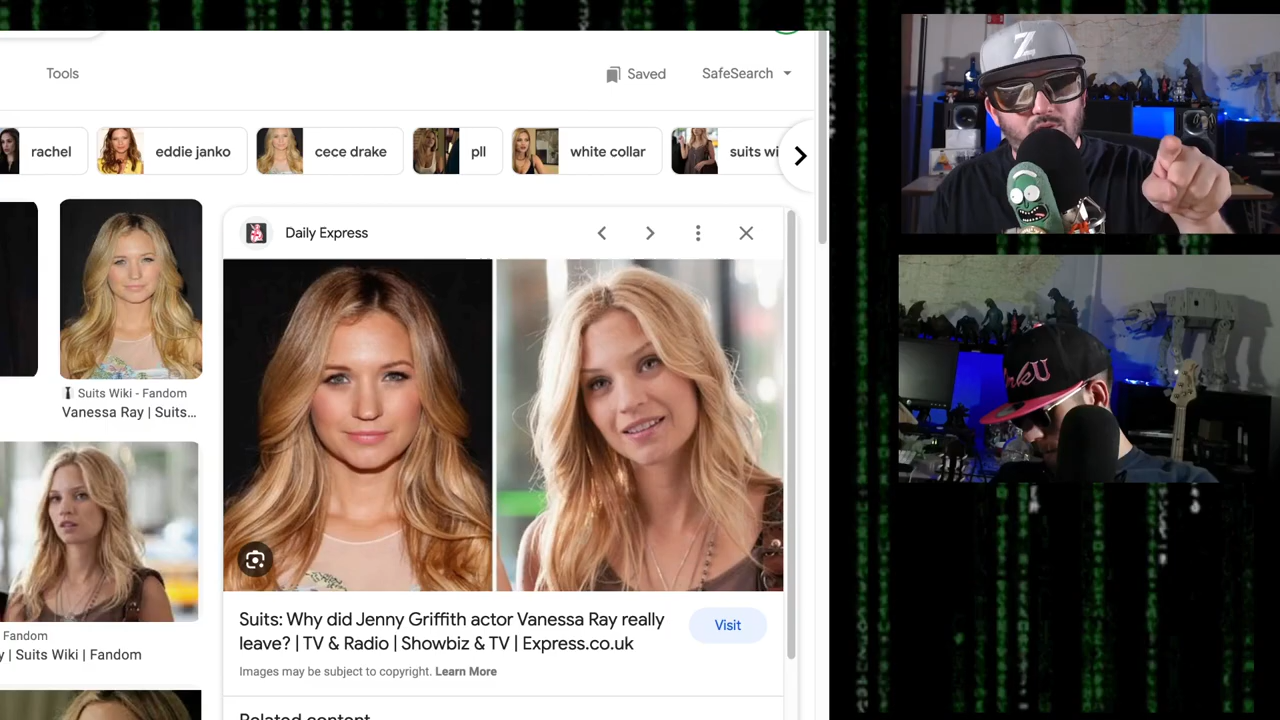 Tools
Saved
SafeSearch
rachel
eddie janko
cece drake
pll
white collar
suits wi
Daily Express
Suits Wiki - Fandom
Vanessa Ray | Suits...
Fandom
y | Suits Wiki | Fandom
Suits: Why did Jenny Griffith actor Vanessa Ray really
leave? | TV & Radio | Showbiz & TV | Express.co.uk
Visit
Images may be subject to copyright. Learn More
Related content
Z